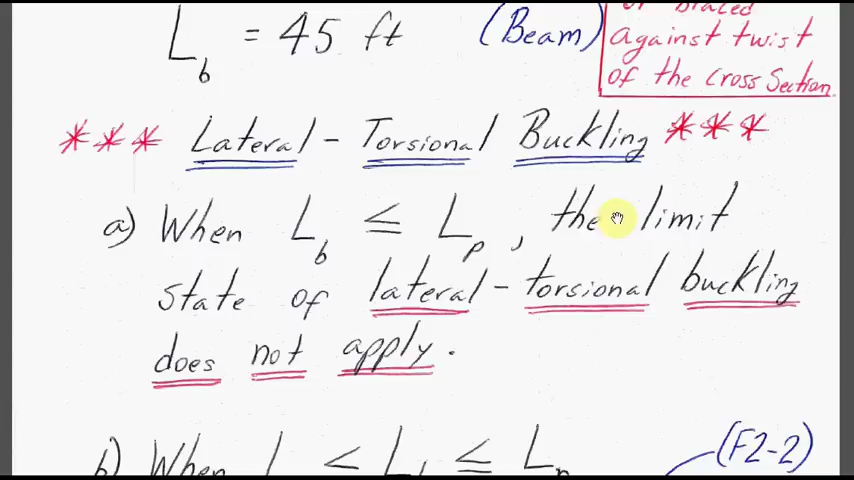 or braced
L_b = 45 ft (Beam) against twist
of the Cross Section.
*** Lateral - Torsional Buckling ***
a) When L_b ≤ L_p, the limit
state of lateral - torsional buckling
does not apply.
(F2-2)
b) When L < L ≤ L